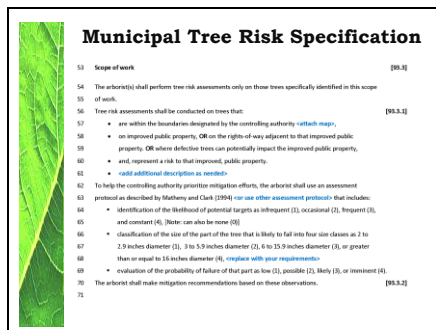 Municipal Tree Risk Specification
53 Scope of work [93.3]
54 The arborist(s) shall perform tree risk assessments only on those trees specifically identified in this scope
55 of work.
56 Tree risk assessments shall be conducted on trees that: [93.3.1]
57 • are within the boundaries designated by the controlling authority <attach map>,
58 • on improved public property, OR on the rights-of-way adjacent to that improved public
59 property. OR where defective trees can potentially impact the improved public property,
60 • and, represent a risk to that improved, public property.
61 • <add additional description as needed>
62 To help the controlling authority prioritize mitigation efforts, the arborist shall use an assessment
63 protocol as described by Matheny and Clark (1994) <or use other assessment protocol> that includes:
64 • identification of the likelihood of potential targets as infrequent (1), occasional (2), frequent (3),
65 and constant (4), [Note: can also be none (0)]
66 • classification of the size of the part of the tree that is likely to fail into four size classes as 2 to
67 2.9 inches diameter (1), 3 to 5.9 inches diameter (2), 6 to 15.9 inches diameter (3), or greater
68 than or equal to 16 inches diameter (4), <replace with your requirements>
69 • evaluation of the probability of failure of that part as low (1), possible (2), likely (3), or imminent (4).
70 The arborist shall make mitigation recommendations based on these observations. [93.3.2]
71